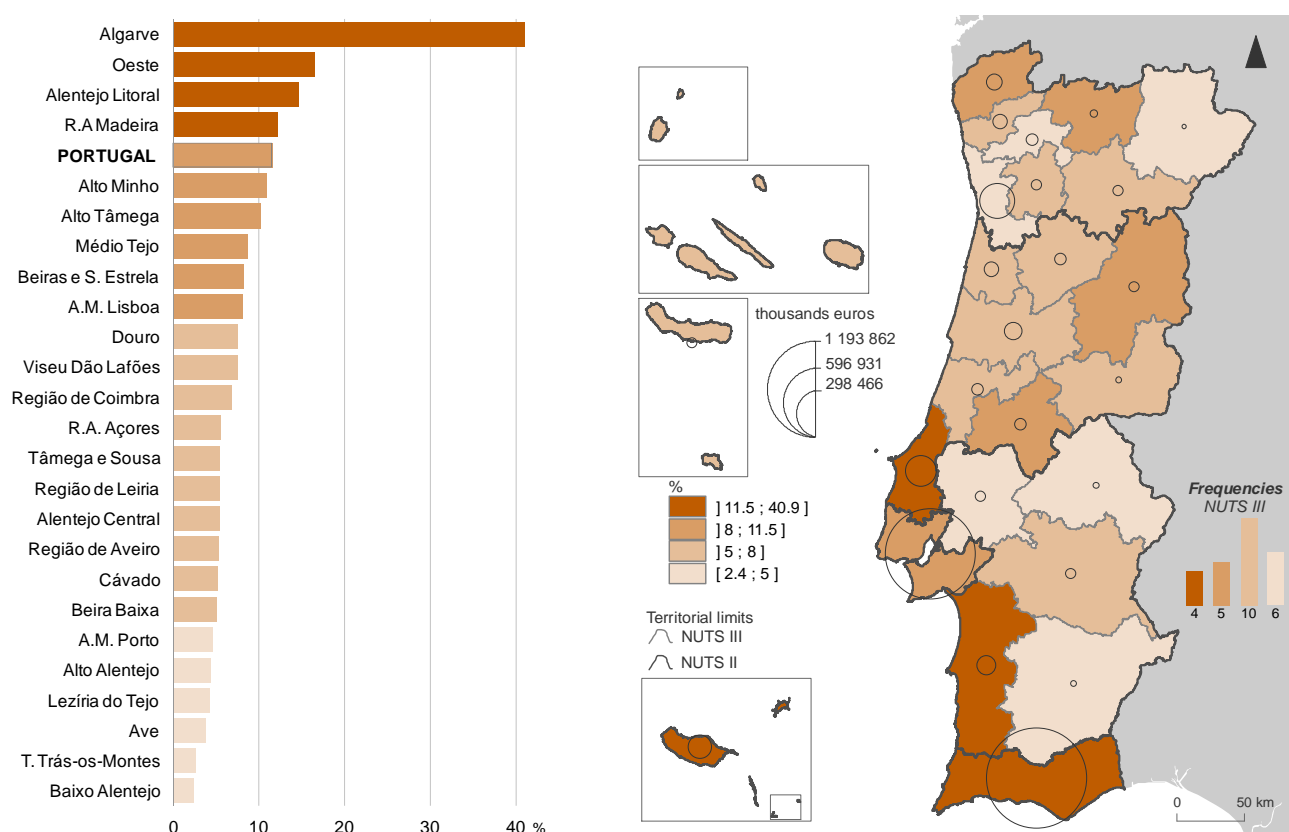 Algarve
Oeste
Alentejo Litoral
R.A Madeira
PORTUGAL
Alto Minho
Alto Tâmega
Médio Tejo
Beiras e S. Estrela
A.M. Lisboa
Douro
Viseu Dão Lafões
Região de Coimbra
R.A. Açores
Tâmega e Sousa
Região de Leiria
Alentejo Central
Região de Aveiro
Cávado
Beira Baixa
A.M. Porto
Alto Alentejo
Lezíria do Tejo
Ave
T. Trás-os-Montes
Baixo Alentejo
0 10 20 30 40 %
thousands euros
1 193 862
596 931
298 466
%
] 11.5 ; 40.9 ]
] 8 ; 11.5 ]
] 5 ; 8 ]
[ 2.4 ; 5 ]
Territorial limits
NUTS III
NUTS II
Frequencies
NUTS III
4 5 10 6
0 50 km